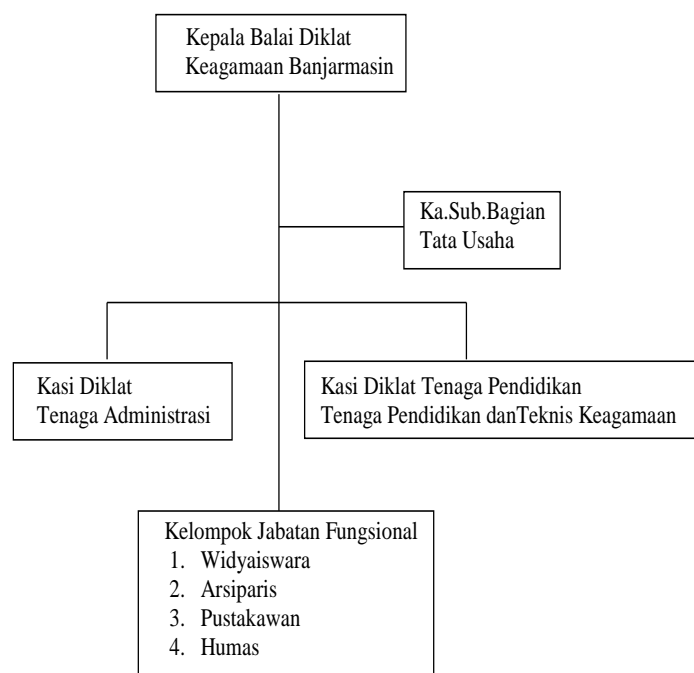 Kepala Balai Diklat
Keagamaan Banjarmasin
Ka.Sub.Bagian
Tata Usaha
Kasi Diklat
Tenaga Administrasi
Kasi Diklat Tenaga Pendidikan
Tenaga Pendidikan danTeknis Keagamaan
Kelompok Jabatan Fungsional
1. Widyaiswara
2. Arsiparis
3. Pustakawan
4. Humas